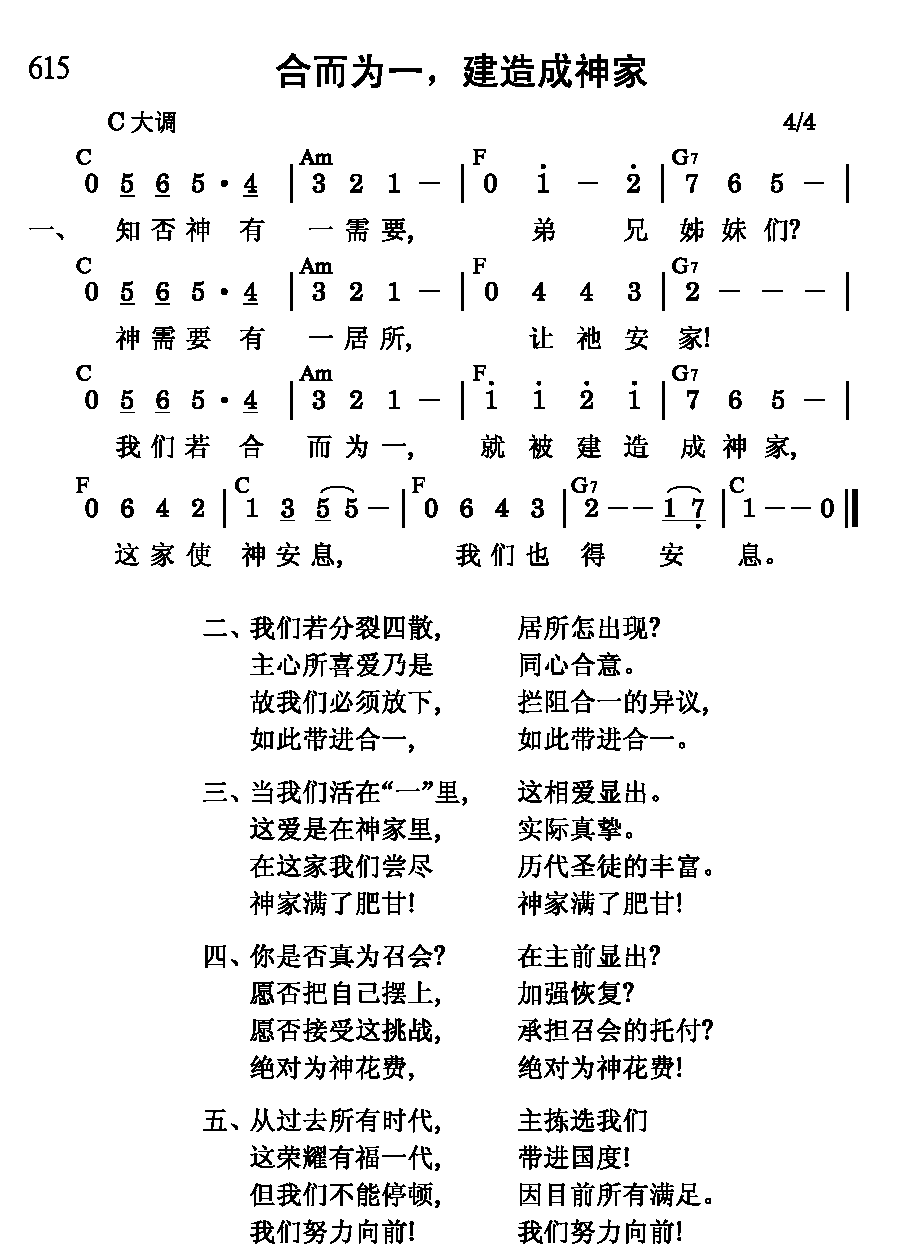 615
合而为一，建造成神家
C 大调 4/4
C Am F G7
0 5 6 5 · 4 | 3 2 1 — | 0 1̇ — 2̇ | 7 6 5 — |
一、 知否神 有 一需要, 弟 兄 姊妹们?
C Am F G7
0 5 6 5 · 4 | 3 2 1 — | 0 4 4 3 | 2 — — — |
神需要 有 一居所, 让祂安家!
C Am F G7
0 5 6 5 · 4 | 3 2 1 — | 1̇ 1̇ 2̇ 1̇ | 7 6 5 — |
我们若 合 而为一, 就被建造成神家,
F C F G7 C
0 6 4 2 | 1 3 5 5 — | 0 6 4 3 | 2 — — 1 7̣ | 1 — — 0 ‖
这家使神安息, 我们也得 安 息。
二、我们若分裂四散, 居所怎出现?
主心所喜爱乃是 同心合意。
故我们必须放下, 拦阻合一的异议,
如此带进合一, 如此带进合一。
三、当我们活在“一”里, 这相爱显出。
这爱是在神家里, 实际真挚。
在这家我们尝尽 历代圣徒的丰富。
神家满了肥甘! 神家满了肥甘!
四、你是否真为召会? 在主前显出?
愿否把自己摆上, 加强恢复?
愿否接受这挑战, 承担召会的托付?
绝对为神花费, 绝对为神花费!
五、从过去所有时代, 主拣选我们
这荣耀有福一代, 带进国度!
但我们不能停顿, 因目前所有满足。
我们努力向前! 我们努力向前!